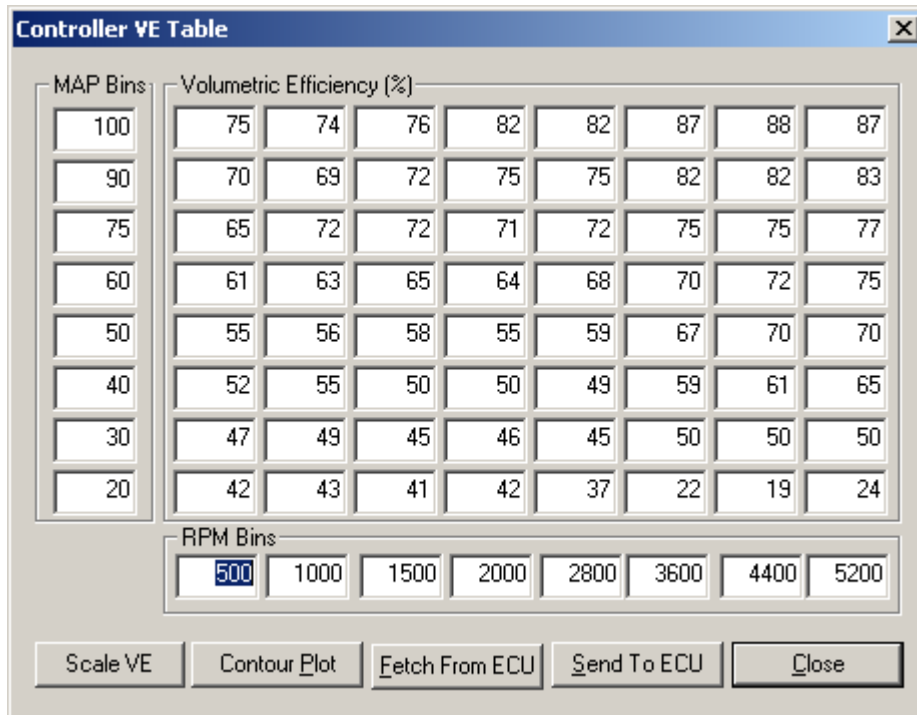 Controller VE Table
MAP Bins Volumetric Efficiency (%)
100 75 74 76 82 82 87 88 87
90 70 69 72 75 75 82 82 83
75 65 72 72 71 72 75 75 77
60 61 63 65 64 68 70 72 75
50 55 56 58 55 59 67 70 70
40 52 55 50 50 49 59 61 65
30 47 49 45 46 45 50 50 50
20 42 43 41 42 37 22 19 24
RPM Bins
500 1000 1500 2000 2800 3600 4400 5200
Scale VE Contour Plot Fetch From ECU Send To ECU Close